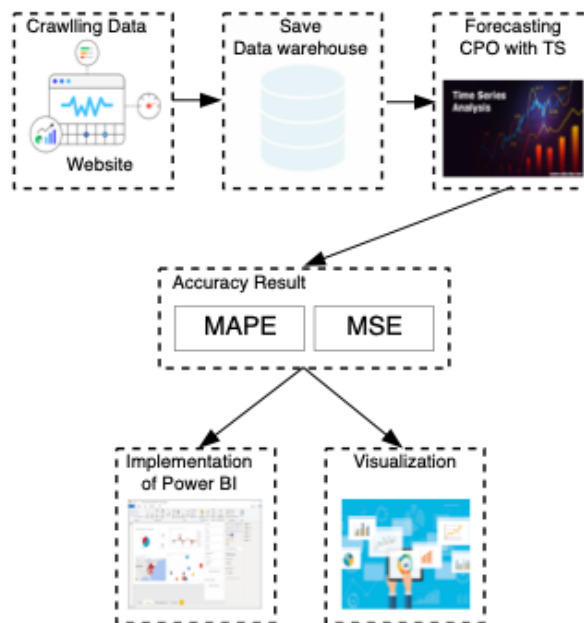 Crawlling Data
Website
Save
Data warehouse
Forecasting
CPO with TS
Time Series
Analysis
Accuracy Result
MAPE
MSE
Implementation
of Power BI
Visualization